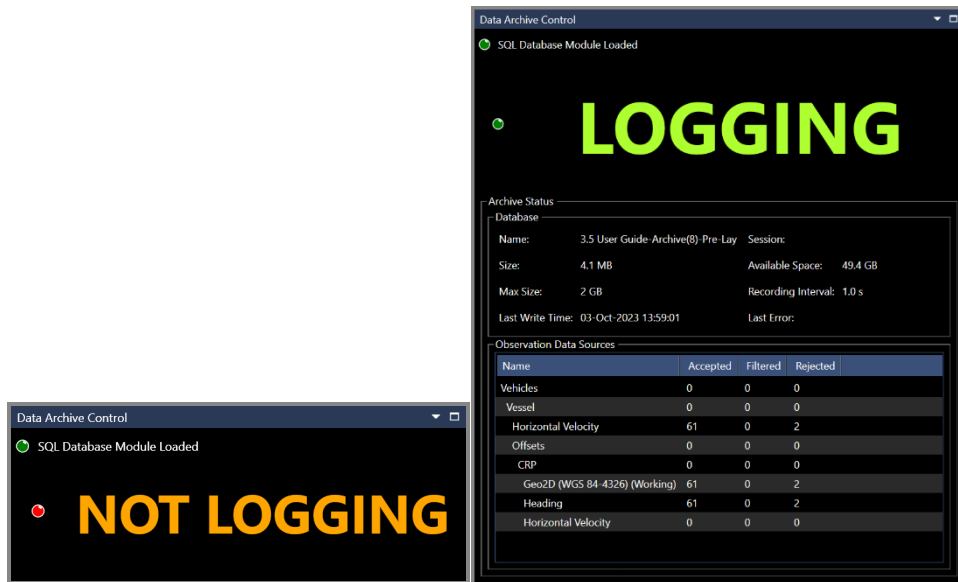 Data Archive Control
SQL Database Module Loaded
NOT LOGGING
Data Archive Control
SQL Database Module Loaded
LOGGING
Archive Status
Database
Name: 3.5 User Guide-Archive(8)-Pre-Lay Session:
Size: 4.1 MB Available Space: 49.4 GB
Max Size: 2 GB Recording Interval: 1.0 s
Last Write Time: 03-Oct-2023 13:59:01 Last Error:
Observation Data Sources
Name Accepted Filtered Rejected
Vehicles 0 0 0
Vessel 0 0 0
Horizontal Velocity 61 0 2
Offsets 0 0 0
CRP 0 0 0
Geo2D (WGS 84-4326) (Working) 61 0 2
Heading 61 0 2
Horizontal Velocity 0 0 0